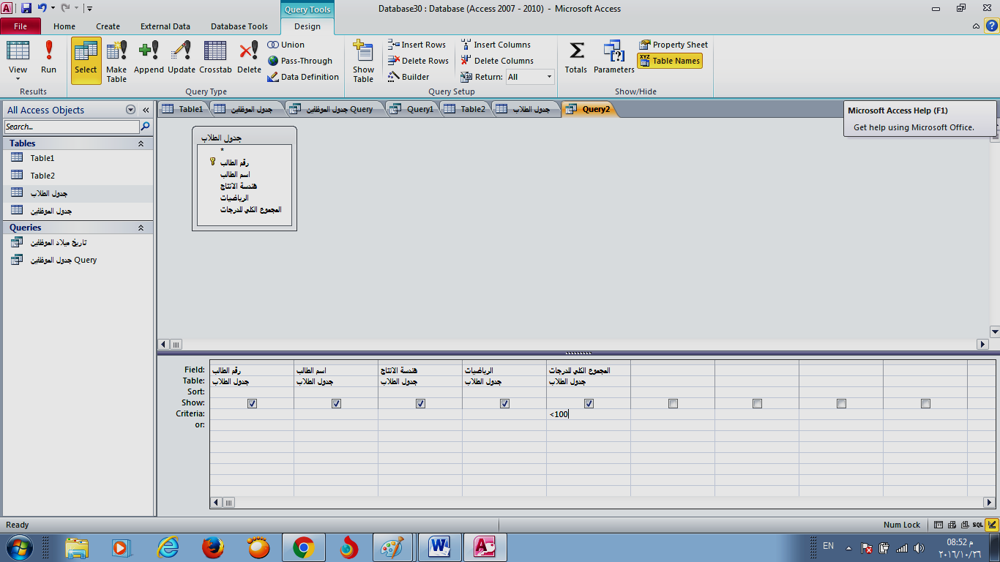 Query Tools
Database30 : Database (Access 2007 - 2010) - Microsoft Access
File Home Create External Data Database Tools Design
View
Run
Select
Make Table
Append
Update
Crosstab
Delete
Union
Pass-Through
Data Definition
Show Table
Insert Rows
Delete Rows
Builder
Insert Columns
Delete Columns
Return: All
Totals
Parameters
Property Sheet
XYZ Table Names
Results
Query Type
Query Setup
Show/Hide
All Access Objects
Search...
Tables
Table1
Table2
جدول الطلاب
جدول الموظفين
Queries
تاريخ ميلاد الموظفين
جدول الموظفين Query
Table1 جدول الموظفين جدول الموظفين Query Query1 Table2 جدول الطلاب Query2
Microsoft Access Help (F1)
Get help using Microsoft Office.
جدول الطلاب
*
رقم الطالب
اسم الطالب
هندسة الانتاج
الرياضيات
المجموع الكلي للدرجات
Field: رقم الطالب اسم الطالب هندسة الانتاج الرياضيات المجموع الكلي للدرجات
Table: جدول الطلاب جدول الطلاب جدول الطلاب جدول الطلاب جدول الطلاب
Sort:
Show:
Criteria: <100
or:
Ready
Num Lock
SQL
EN
08:52 م
٢٠١٦/١٠/٢٦